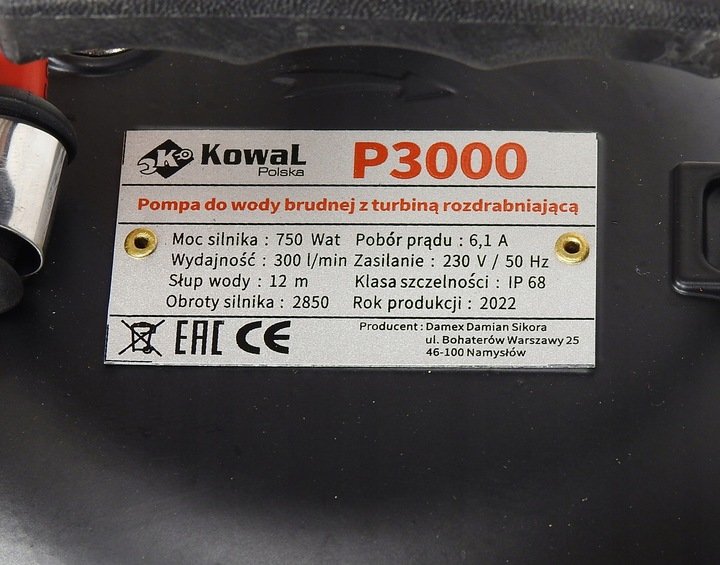 KowaL
Polska
P3000
Pompa do wody brudnej z turbiną rozdrabniającą
Moc silnika : 750 Wat Pobór prądu : 6,1 A
Wydajność : 300 l/min Zasilanie : 230 V / 50 Hz
Słup wody : 12 m Klasa szczelności : IP 68
Obroty silnika : 2850 Rok produkcji : 2022
EAC CE
Producent : Damex Damian Sikora
ul. Bohaterów Warszawy 25
46-100 Namysłów